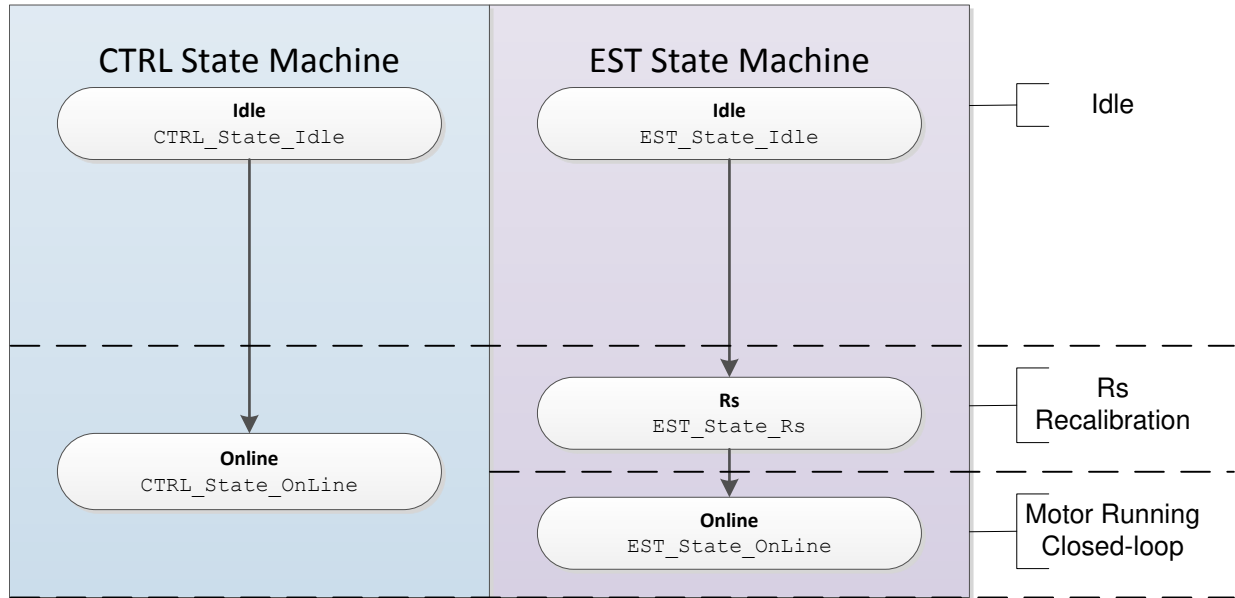 CTRL State Machine
Idle
CTRL_State_Idle
Online
CTRL_State_OnLine
EST State Machine
Idle
EST_State_Idle
Rs
EST_State_Rs
Online
EST_State_OnLine
Idle
Rs
Recalibration
Motor Running
Closed-loop